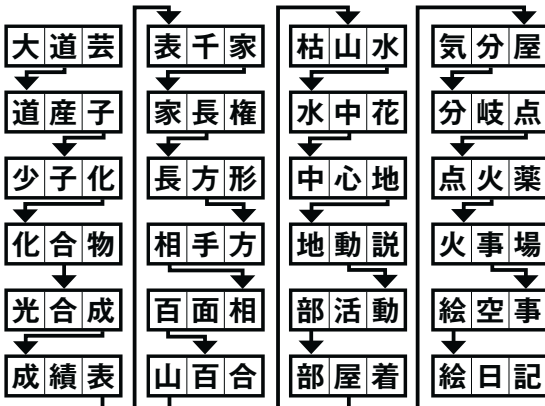 大道芸
道産子
少子化
化合物
光合成
成績表
表千家
家長権
長方形
相手方
百面相
山百合
枯山水
水中花
中心地
地動説
部活動
部屋着
気分屋
分岐点
点火薬
火事場
絵空事
絵日記